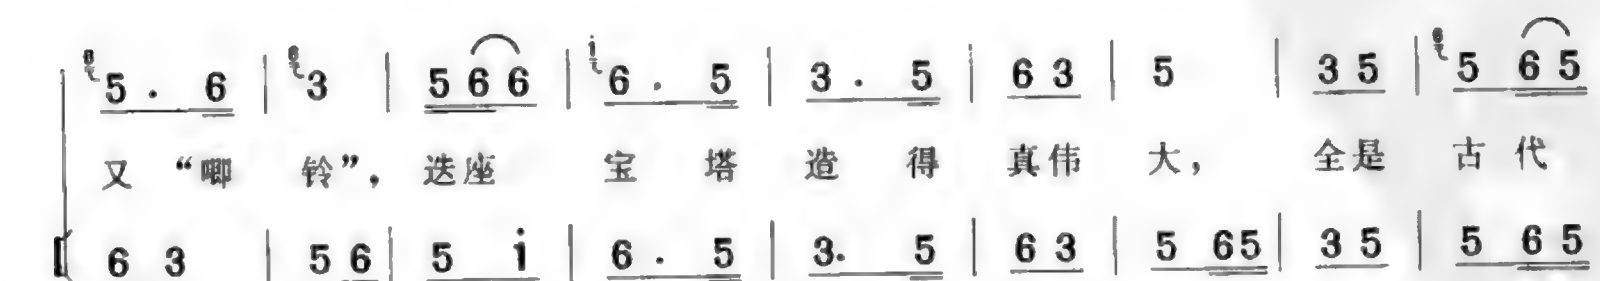 5 . 6 | 3 | 5 6 6 | 6 . 5 | 3 . 5 | 6 3 | 5 | 3 5 | 5 6 5
又 “唧 铃”, 迭座 宝 塔 造 得 真伟 大, 全是 古 代
6 3 | 5 6 | 5 i | 6 . 5 | 3. 5 | 6 3 | 5 65 | 3 5 | 5 6 5